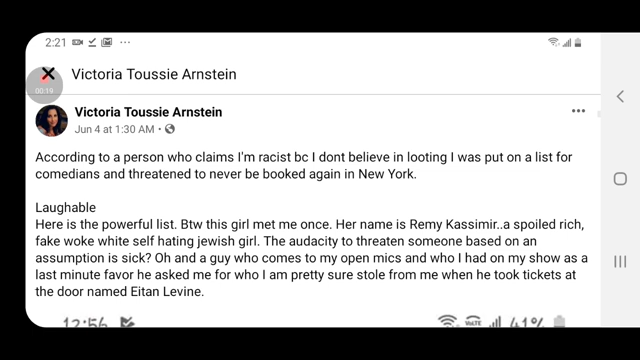 2:21
00:19
Victoria Toussie Arnstein
Victoria Toussie Arnstein
Jun 4 at 1:30 AM •
According to a person who claims I'm racist bc I dont believe in looting I was put on a list for
comedians and threatened to never be booked again in New York.
Laughable
Here is the powerful list. Btw this girl met me once. Her name is Remy Kassimir..a spoiled rich,
fake woke white self hating jewish girl. The audacity to threaten someone based on an
assumption is sick? Oh and a guy who comes to my open mics and who I had on my show as a
last minute favor he asked me for who I am pretty sure stole from me when he took tickets at
the door named Eitan Levine.
12:56 41%